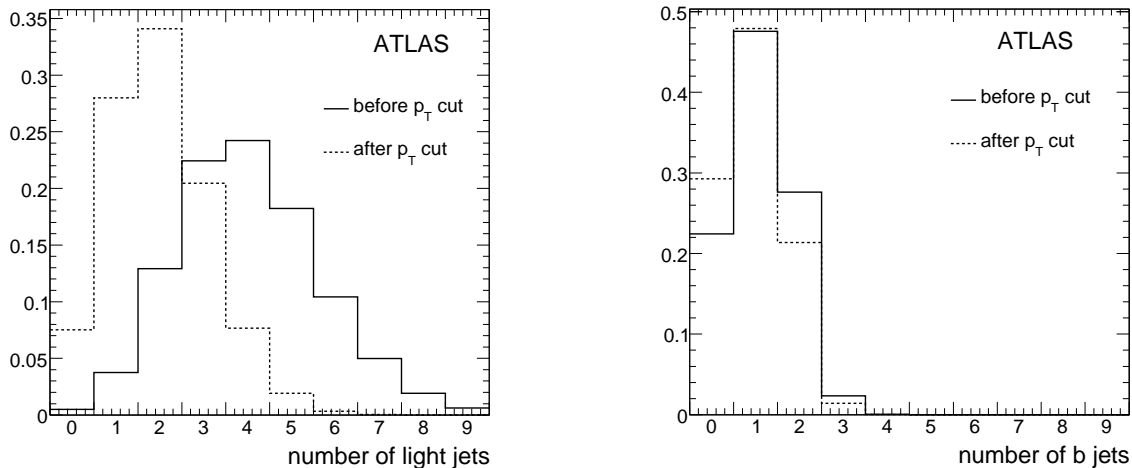 ATLAS
before p_T cut
after p_T cut
0.35
0.3
0.25
0.2
0.15
0.1
0.05
0
0 1 2 3 4 5 6 7 8 9
number of light jets
ATLAS
before p_T cut
after p_T cut
0.5
0.4
0.3
0.2
0.1
0
0 1 2 3 4 5 6 7 8 9
number of b jets